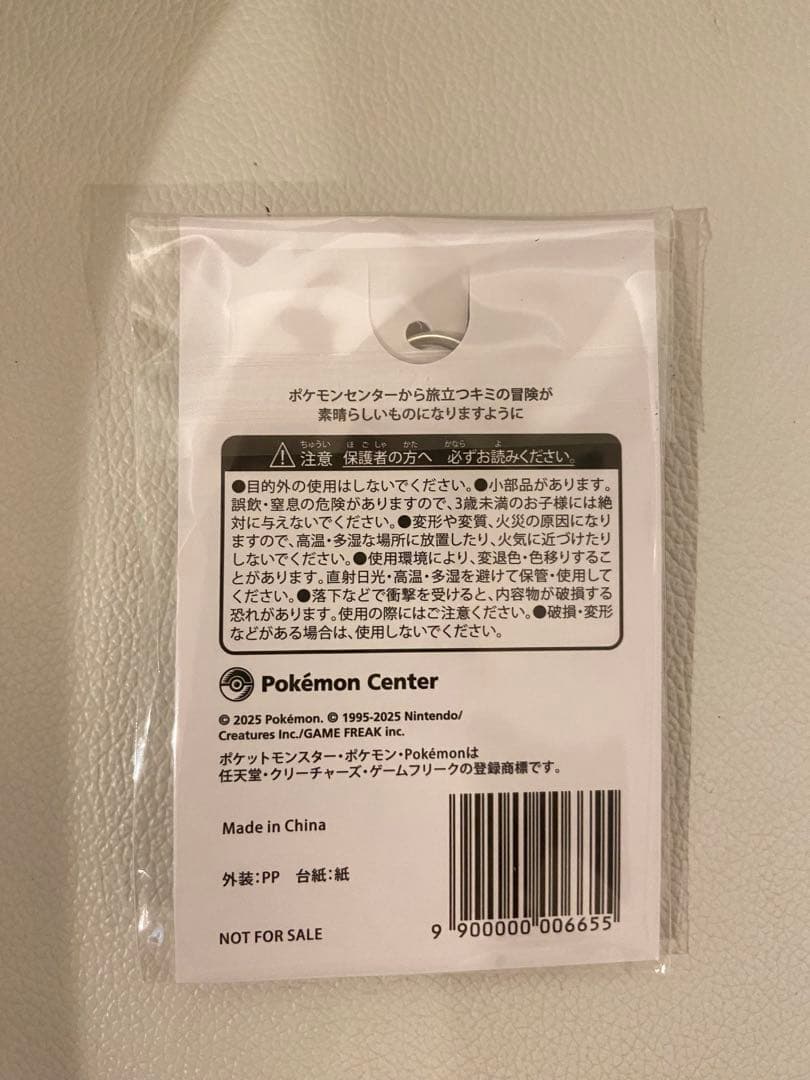 ポケモンセンターから旅立つキミの冒険が
素晴らしいものになりますように
ちゅうい ほごしゃ かた かなら よ
注意 保護者の方へ 必ずお読みください。
●目的外の使用はしないでください。●小部品があります。
誤飲・窒息の危険がありますので、3歳未満のお子様には絶
対に与えないでください。●変形や変質、火災の原因になり
ますので、高温・多湿な場所に放置したり、火気に近づけたり
しないでください。●使用環境により、変退色・色移りするこ
とがあります。直射日光・高温・多湿を避けて保管・使用して
ください。●落下などで衝撃を受けると、内容物が破損する
恐れがあります。使用の際にはご注意ください。●破損・変形
などがある場合は、使用しないでください。
Pokémon Center
© 2025 Pokémon. © 1995-2025 Nintendo/
Creatures Inc./GAME FREAK inc.
ポケットモンスター・ポケモン・Pokémonは
任天堂・クリーチャーズ・ゲームフリークの登録商標です。
Made in China
外装:PP 台紙:紙
NOT FOR SALE
9 900000 006655